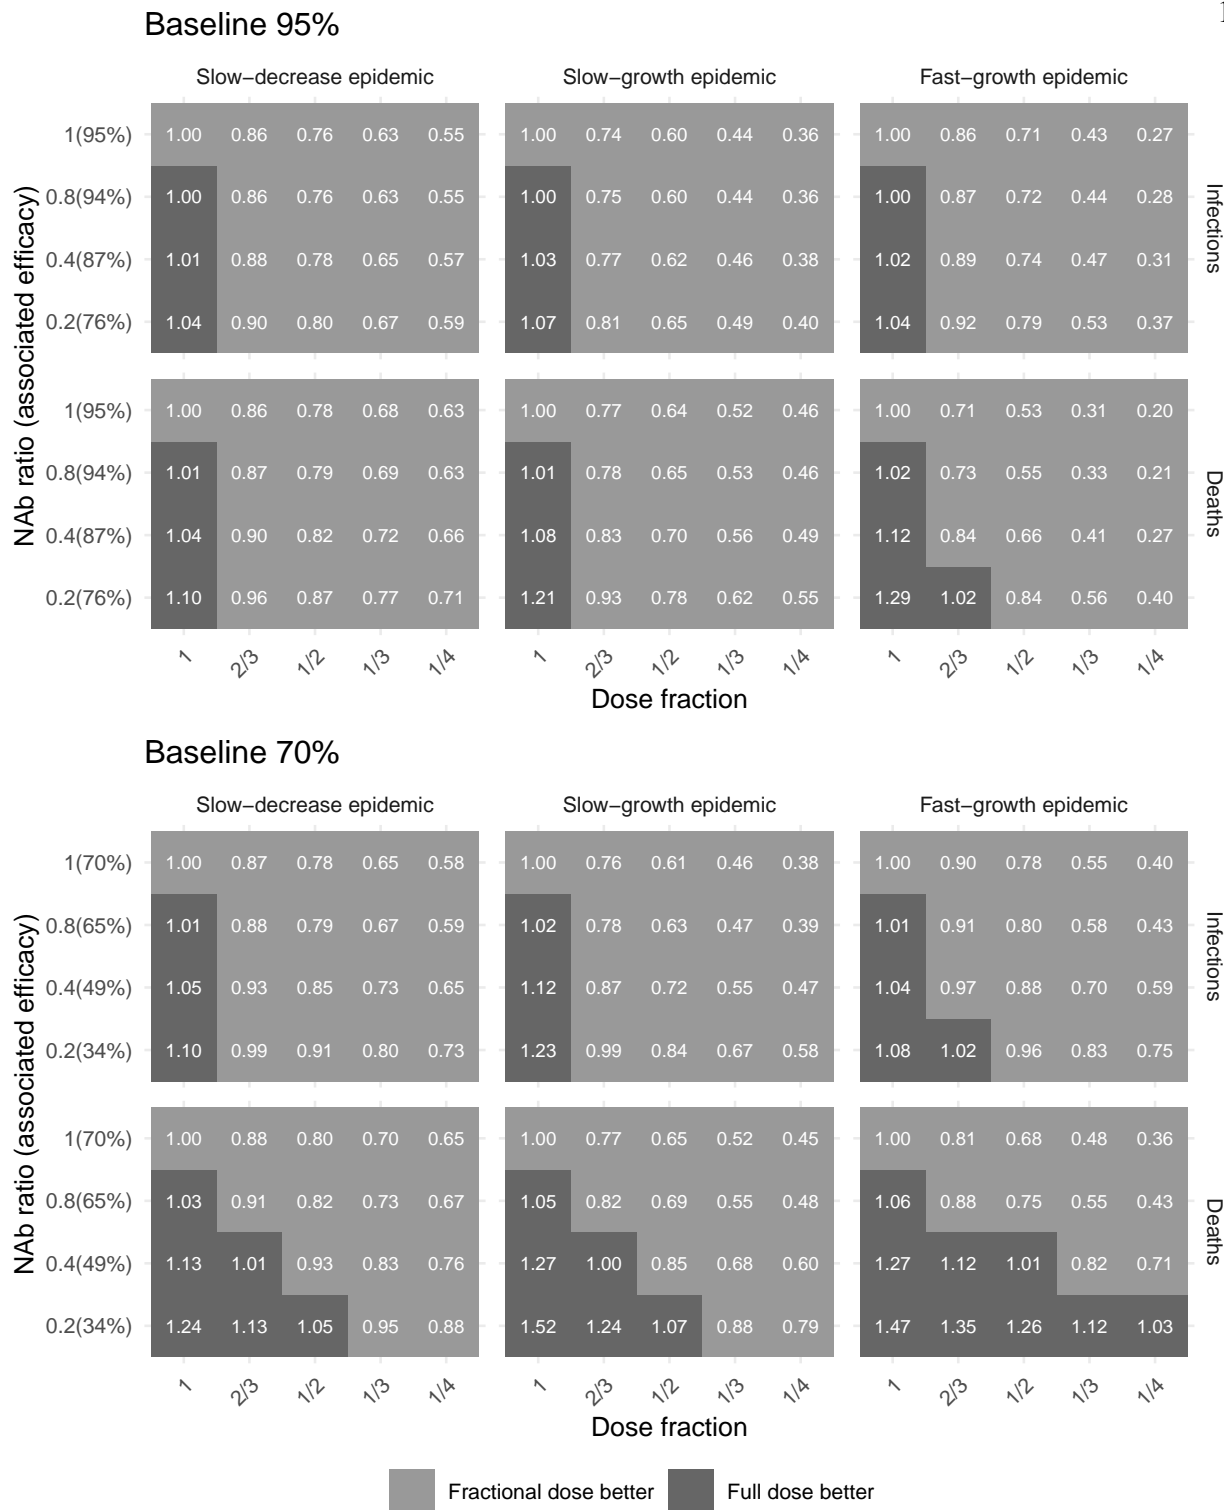 1
Baseline 95%
Slow−decrease epidemic Slow−growth epidemic Fast−growth epidemic
1(95%) 1.00 0.86 0.76 0.63 0.55 1.00 0.74 0.60 0.44 0.36 1.00 0.86 0.71 0.43 0.27
0.8(94%) 1.00 0.86 0.76 0.63 0.55 1.00 0.75 0.60 0.44 0.36 1.00 0.87 0.72 0.44 0.28
0.4(87%) 1.01 0.88 0.78 0.65 0.57 1.03 0.77 0.62 0.46 0.38 1.02 0.89 0.74 0.47 0.31
0.2(76%) 1.04 0.90 0.80 0.67 0.59 1.07 0.81 0.65 0.49 0.40 1.04 0.92 0.79 0.53 0.37
Infections
NAb ratio (associated efficacy)
1(95%) 1.00 0.86 0.78 0.68 0.63 1.00 0.77 0.64 0.52 0.46 1.00 0.71 0.53 0.31 0.20
0.8(94%) 1.01 0.87 0.79 0.69 0.63 1.01 0.78 0.65 0.53 0.46 1.02 0.73 0.55 0.33 0.21
0.4(87%) 1.04 0.90 0.82 0.72 0.66 1.08 0.83 0.70 0.56 0.49 1.12 0.84 0.66 0.41 0.27
0.2(76%) 1.10 0.96 0.87 0.77 0.71 1.21 0.93 0.78 0.62 0.55 1.29 1.02 0.84 0.56 0.40
Deaths
1 2/3 1/2 1/3 1/4 1 2/3 1/2 1/3 1/4 1 2/3 1/2 1/3 1/4
Dose fraction
Baseline 70%
Slow−decrease epidemic Slow−growth epidemic Fast−growth epidemic
1(70%) 1.00 0.87 0.78 0.65 0.58 1.00 0.76 0.61 0.46 0.38 1.00 0.90 0.78 0.55 0.40
0.8(65%) 1.01 0.88 0.79 0.67 0.59 1.02 0.78 0.63 0.47 0.39 1.01 0.91 0.80 0.58 0.43
0.4(49%) 1.05 0.93 0.85 0.73 0.65 1.12 0.87 0.72 0.55 0.47 1.04 0.97 0.88 0.70 0.59
0.2(34%) 1.10 0.99 0.91 0.80 0.73 1.23 0.99 0.84 0.67 0.58 1.08 1.02 0.96 0.83 0.75
Infections
NAb ratio (associated efficacy)
1(70%) 1.00 0.88 0.80 0.70 0.65 1.00 0.77 0.65 0.52 0.45 1.00 0.81 0.68 0.48 0.36
0.8(65%) 1.03 0.91 0.82 0.73 0.67 1.05 0.82 0.69 0.55 0.48 1.06 0.88 0.75 0.55 0.43
0.4(49%) 1.13 1.01 0.93 0.83 0.76 1.27 1.00 0.85 0.68 0.60 1.27 1.12 1.01 0.82 0.71
0.2(34%) 1.24 1.13 1.05 0.95 0.88 1.52 1.24 1.07 0.88 0.79 1.47 1.35 1.26 1.12 1.03
Deaths
1 2/3 1/2 1/3 1/4 1 2/3 1/2 1/3 1/4 1 2/3 1/2 1/3 1/4
Dose fraction
Fractional dose better Full dose better